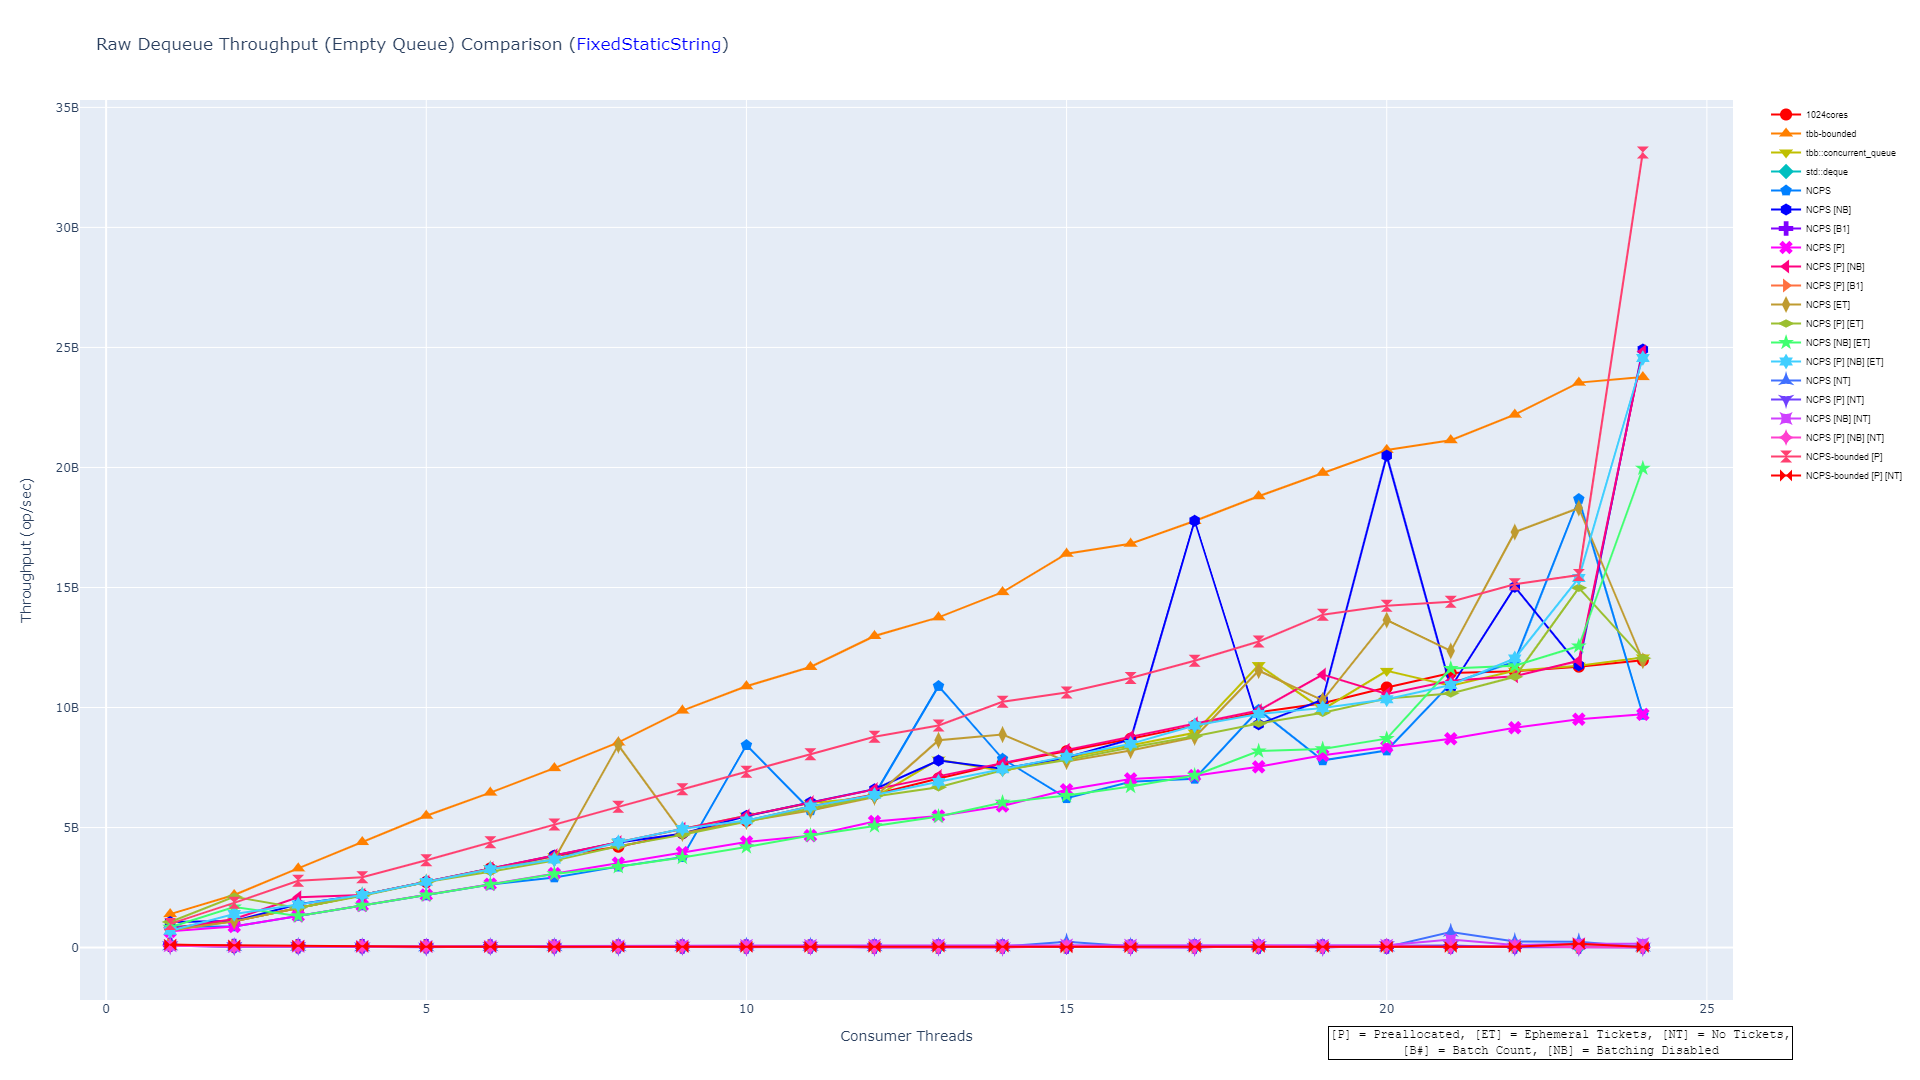 Raw Dequeue Throughput (Empty Queue) Comparison (FixedStaticString)
35B
30B
25B
20B
15B
10B
5B
0
Throughput (op/sec)
0
5
10
15
20
25
Consumer Threads
1024cores
tbb-bounded
tbb::concurrent_queue
std::deque
NCPS
NCPS [NB]
NCPS [B1]
NCPS [P]
NCPS [P] [NB]
NCPS [P] [B1]
NCPS [ET]
NCPS [P] [ET]
NCPS [NB] [ET]
NCPS [P] [NB] [ET]
NCPS [NT]
NCPS [P] [NT]
NCPS [NB] [NT]
NCPS [P] [NB] [NT]
NCPS-bounded [P]
NCPS-bounded [P] [NT]
[P] = Preallocated, [ET] = Ephemeral Tickets, [NT] = No Tickets,
[B#] = Batch Count, [NB] = Batching Disabled